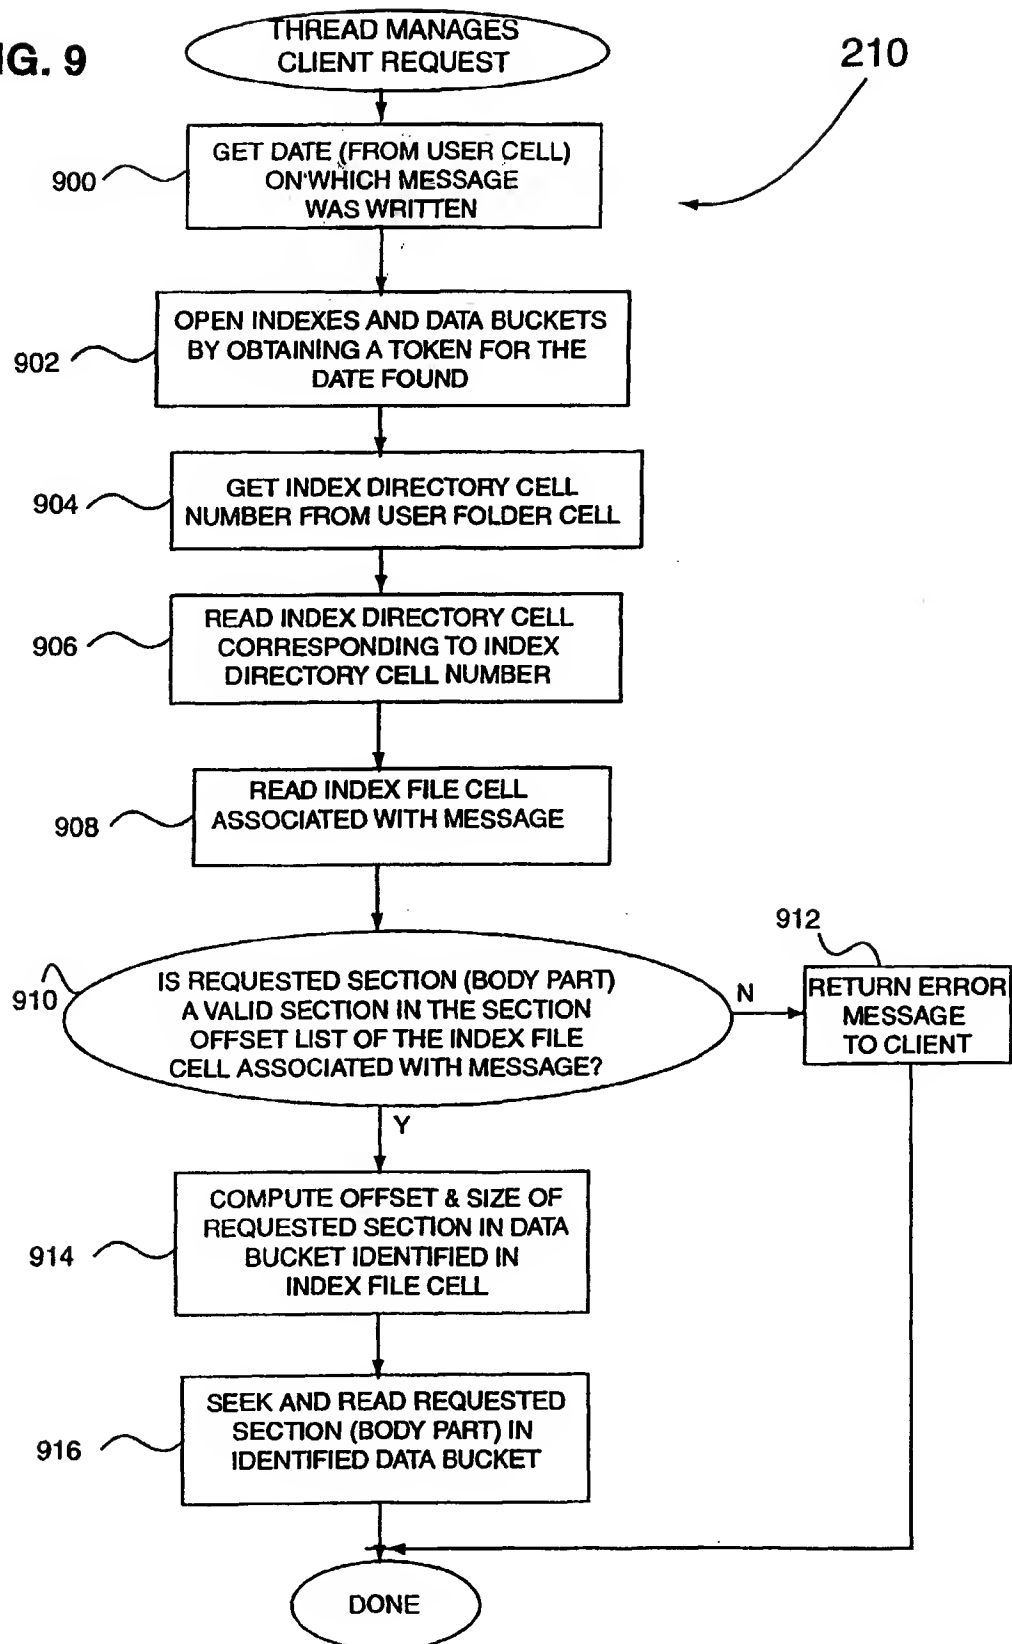 IG. 9
THREAD MANAGES
CLIENT REQUEST
210
900
GET DATE (FROM USER CELL)
ON WHICH MESSAGE
WAS WRITTEN
902
OPEN INDEXES AND DATA BUCKETS
BY OBTAINING A TOKEN FOR THE
DATE FOUND
904
GET INDEX DIRECTORY CELL
NUMBER FROM USER FOLDER CELL
906
READ INDEX DIRECTORY CELL
CORRESPONDING TO INDEX
DIRECTORY CELL NUMBER
908
READ INDEX FILE CELL
ASSOCIATED WITH MESSAGE
910
IS REQUESTED SECTION (BODY PART)
A VALID SECTION IN THE SECTION
OFFSET LIST OF THE INDEX FILE
CELL ASSOCIATED WITH MESSAGE?
N
912
RETURN ERROR
MESSAGE
TO CLIENT
Y
914
COMPUTE OFFSET & SIZE OF
REQUESTED SECTION IN DATA
BUCKET IDENTIFIED IN
INDEX FILE CELL
916
SEEK AND READ REQUESTED
SECTION (BODY PART) IN
IDENTIFIED DATA BUCKET
DONE